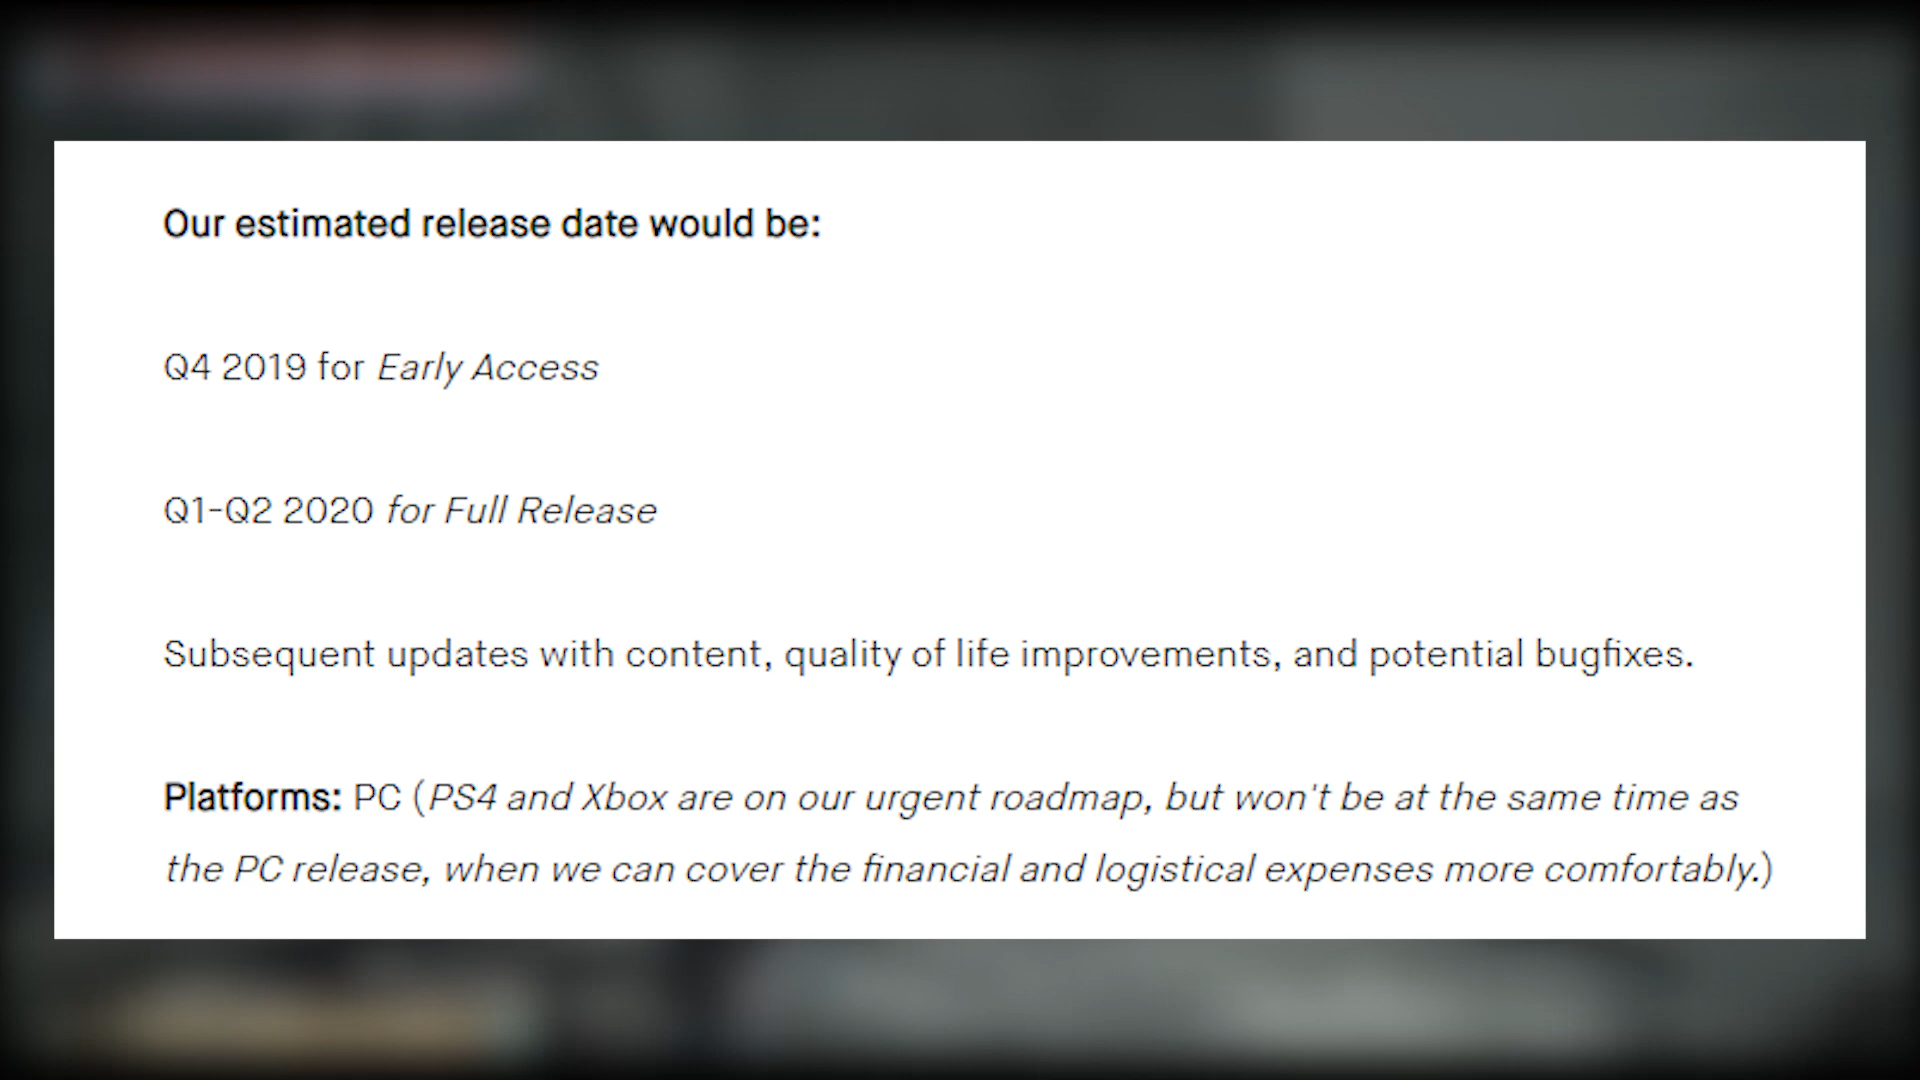 Our estimated release date would be:
Q4 2019 for Early Access
Q1-Q2 2020 for Full Release
Subsequent updates with content, quality of life improvements, and potential bugfixes.
Platforms: PC (PS4 and Xbox are on our urgent roadmap, but won't be at the same time as
the PC release, when we can cover the financial and logistical expenses more comfortably.)